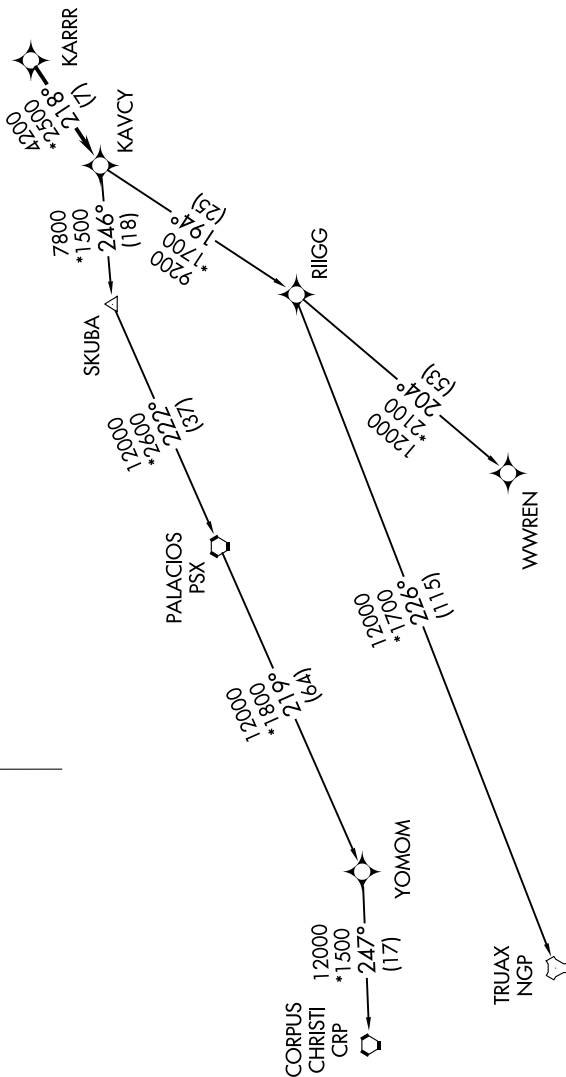 KARRR
4200
*2500
218°
(7)
KAVCY
7800
*1500
246°
(18)
9200
*1700
194°
(25)
SKUBA
RIIGG
12000
*2600
222°
(37)
12000
*2100
204°
(53)
WWREN
PALACIOS
PSX
12000
*1700
226°
(115)
12000
*1800
219°
(64)
YOMOM
12000
*1500
247°
(17)
CORPUS
CHRISTI
CRP
TRUAX
NGP